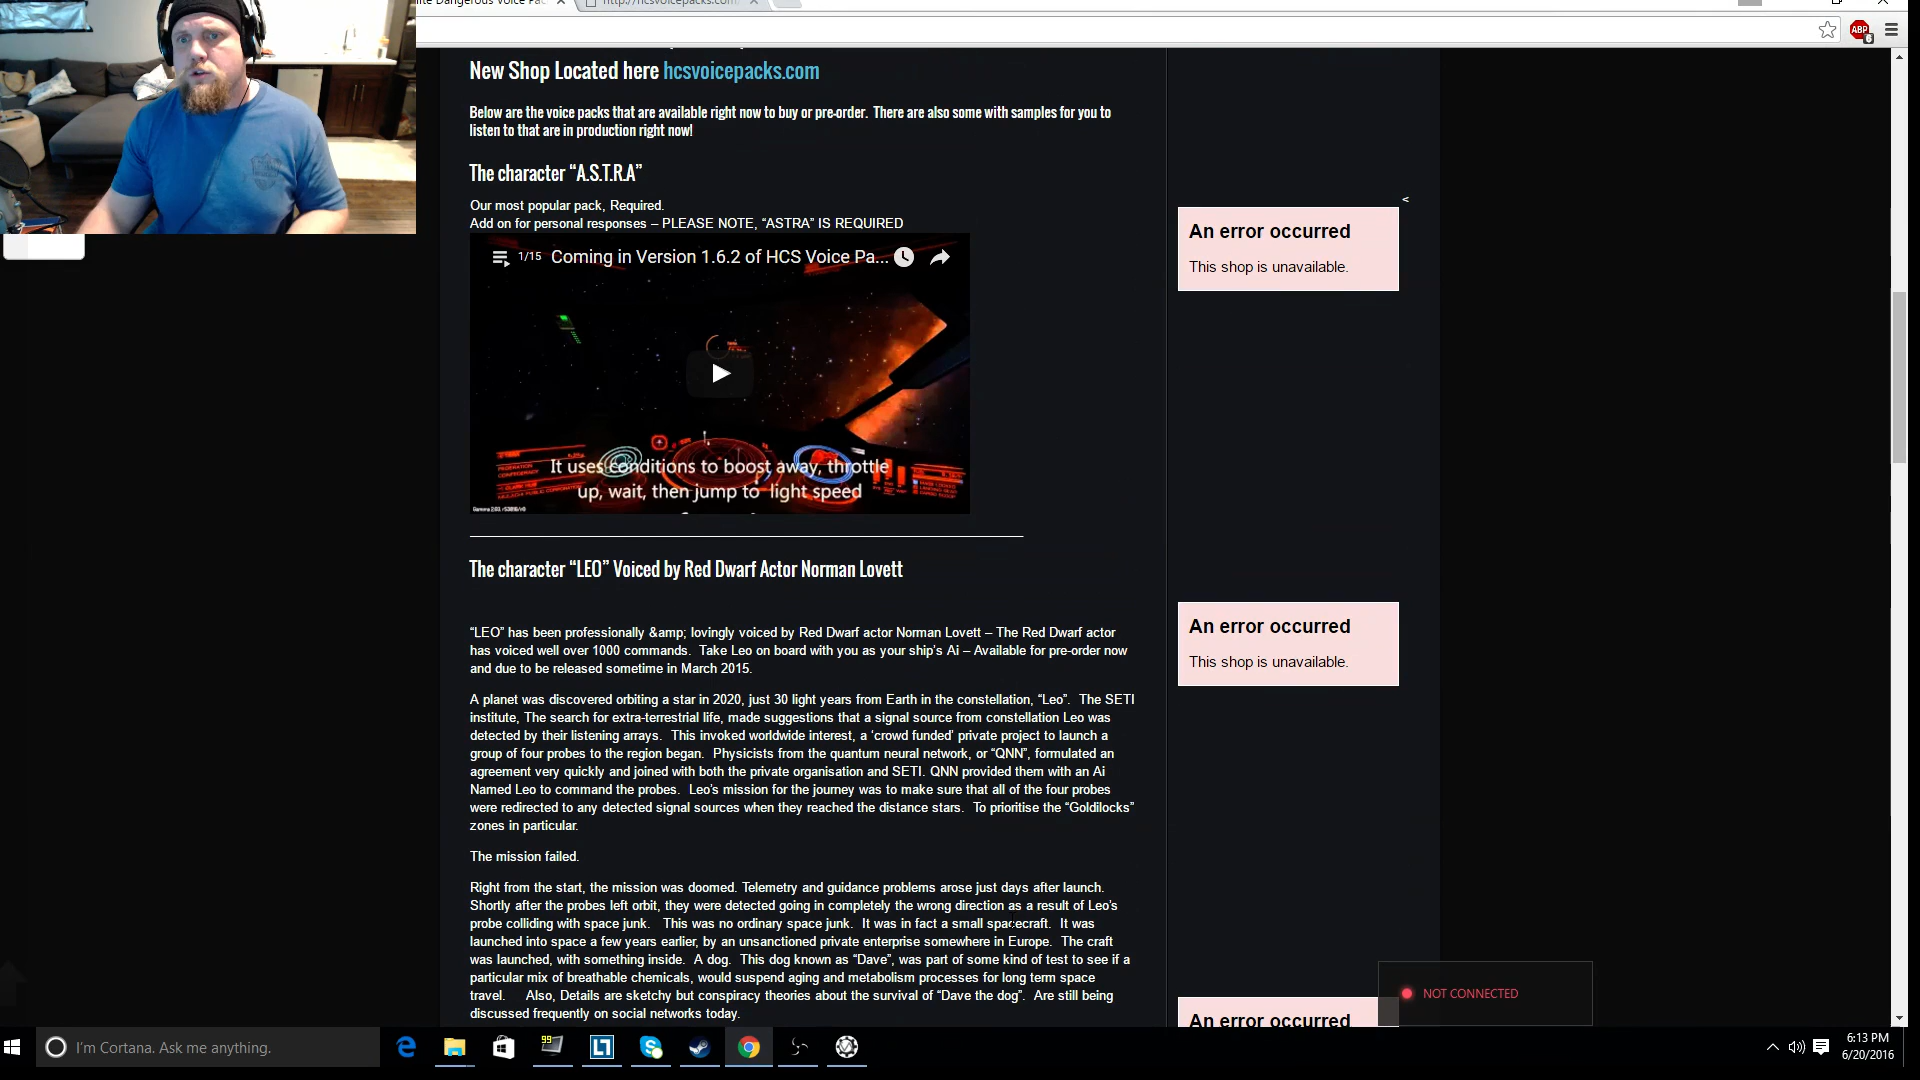 ite Dangerous Voice Pac
http://hcsvoicepacks.com/
ABP
6
New Shop Located here hcsvoicepacks.com
Below are the voice packs that are available right now to buy or pre-order.  There are also some with samples for you to
listen to that are in production right now!
The character “A.S.T.R.A”
Our most popular pack, Required.
Add on for personal responses – PLEASE NOTE, “ASTRA” IS REQUIRED
1/15 Coming in Version 1.6.2 of HCS Voice Pa...
It uses conditions to boost away, throttle
up, wait, then jump to light speed
The character “LEO” Voiced by Red Dwarf Actor Norman Lovett
“LEO” has been professionally &amp; lovingly voiced by Red Dwarf actor Norman Lovett – The Red Dwarf actor
has voiced well over 1000 commands.  Take Leo on board with you as your ship’s Ai – Available for pre-order now
and due to be released sometime in March 2015.
A planet was discovered orbiting a star in 2020, just 30 light years from Earth in the constellation, “Leo”.  The SETI
institute, The search for extra-terrestrial life, made suggestions that a signal source from constellation Leo was
detected by their listening arrays.  This invoked worldwide interest, a ‘crowd funded’ private project to launch a
group of four probes to the region began.  Physicists from the quantum neural network, or “QNN”, formulated an
agreement very quickly and joined with both the private organisation and SETI. QNN provided them with an Ai
Named Leo to command the probes.  Leo’s mission for the journey was to make sure that all of the four probes
were redirected to any detected signal sources when they reached the distance stars.  To prioritise the “Goldilocks”
zones in particular.
The mission failed.
Right from the start, the mission was doomed. Telemetry and guidance problems arose just days after launch.
Shortly after the probes left orbit, they were detected going in completely the wrong direction as a result of Leo’s
probe colliding with space junk.   This was no ordinary space junk.  It was in fact a small spacecraft.  It was
launched into space a few years earlier, by an unsanctioned private enterprise somewhere in Europe.  The craft
was launched, with something inside.  A dog.  This dog known as “Dave”, was part of some kind of test to see if a
particular mix of breathable chemicals, would suspend aging and metabolism processes for long term space
travel.     Also, Details are sketchy but conspiracy theories about the survival of “Dave the dog”.  Are still being
discussed frequently on social networks today.
<
An error occurred
This shop is unavailable.
An error occurred
This shop is unavailable.
An error occurred
NOT CONNECTED
I'm Cortana. Ask me anything.
99
6:13 PM
6/20/2016